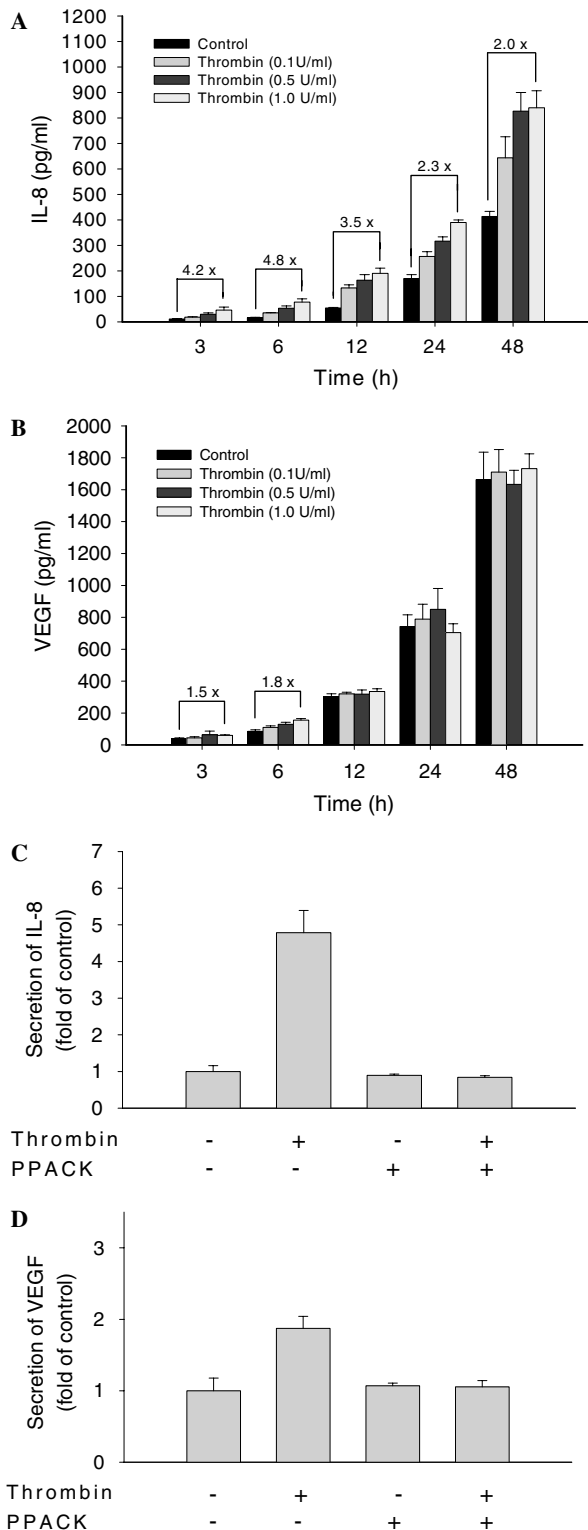 A
IL-8 (pg/ml)
1200
1100
1000
900
800
700
600
500
400
300
200
100
0
Control
Thrombin (0.1U/ml)
Thrombin (0.5 U/ml)
Thrombin (1.0 U/ml)
4.2 x
4.8 x
3.5 x
2.3 x
2.0 x
3 6 12 24 48
Time (h)
B
VEGF (pg/ml)
2000
1800
1600
1400
1200
1000
800
600
400
200
0
Control
Thrombin (0.1U/ml)
Thrombin (0.5 U/ml)
Thrombin (1.0 U/ml)
1.5 x
1.8 x
3 6 12 24 48
Time (h)
C
Secretion of IL-8
(fold of control)
7
6
5
4
3
2
1
0
Thrombin - + - +
PPACK - - + +
D
Secretion of VEGF
(fold of control)
3
2
1
0
Thrombin - + - +
PPACK - - + +